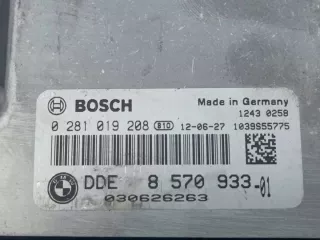 BOSCH
Made in Germany
1243 0258
0 281 019 208 B10 12-06-27 1039S55775
DDE 8 570 933-01
030626263